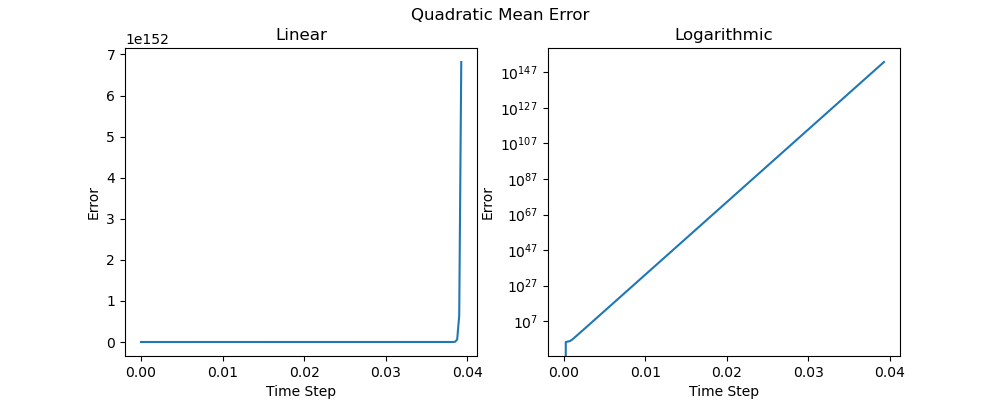 Quadratic Mean Error
Linear
1e152
7
6
5
4
3
2
1
0
Error
0.00 0.01 0.02 0.03 0.04
Time Step
Logarithmic
10^147
10^127
10^107
10^87
10^67
10^47
10^27
10^7
Error
0.00 0.01 0.02 0.03 0.04
Time Step